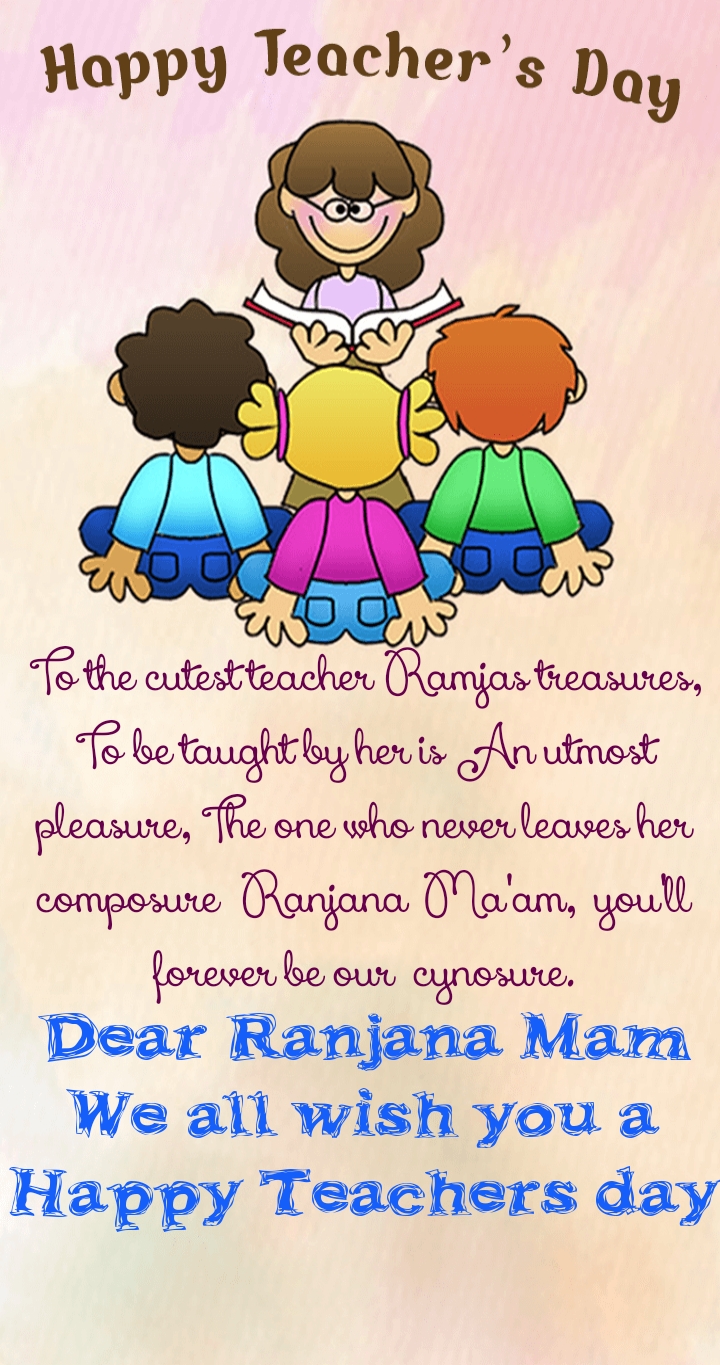 Happy Teacher's Day
To the cutest teacher Ramjas treasures,
To be taught by her is An utmost
pleasure, The one who never leaves her
composure Ranjana Ma'am, you'll
forever be our cynosure.
Dear Ranjana Mam
We all wish you a
Happy Teachers day